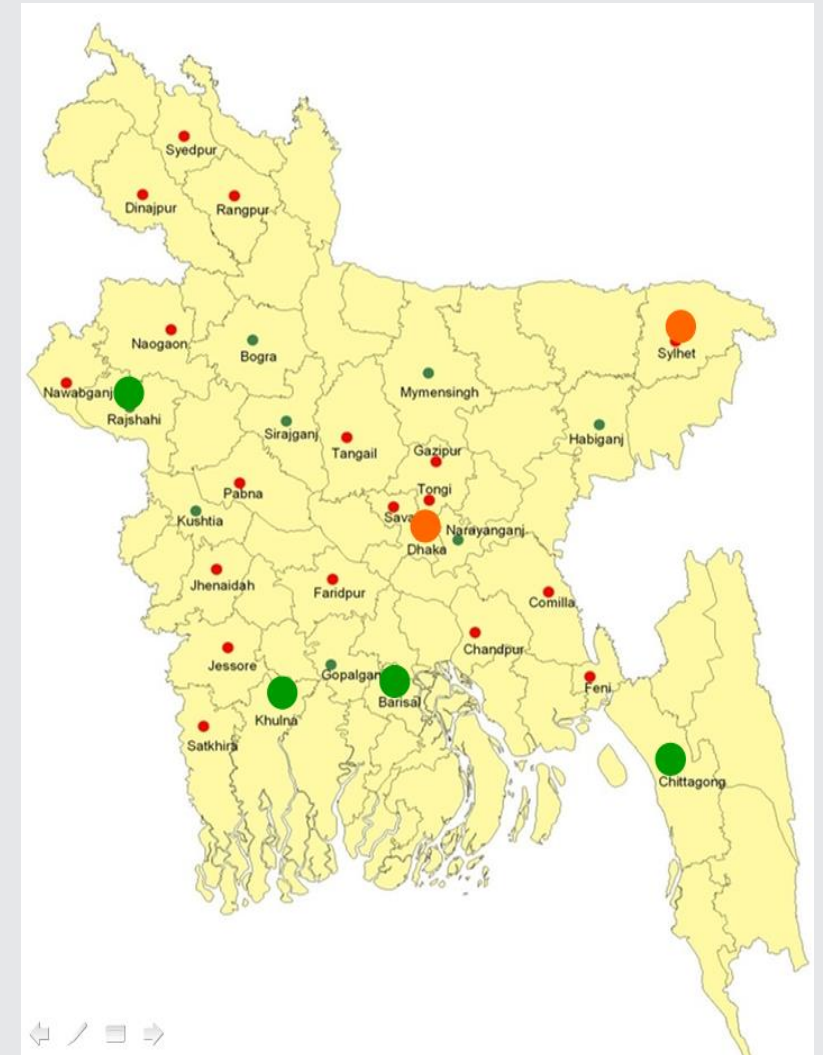 Syedpur
Dinajpur
Rangpur
Naogaon
Bogra
Sylhet
Nawabganj
Mymensingh
Rajshahi
Sirajganj
Habiganj
Tangail
Gazipur
Pabna
Tongi
Kushtia
Narayanganj
Dhaka
Jhenaidah
Faridpur
Comilla
Chandpur
Jessore
Gopalgan
Feni
Barisal
Khulna
Satkhira
Chittagong